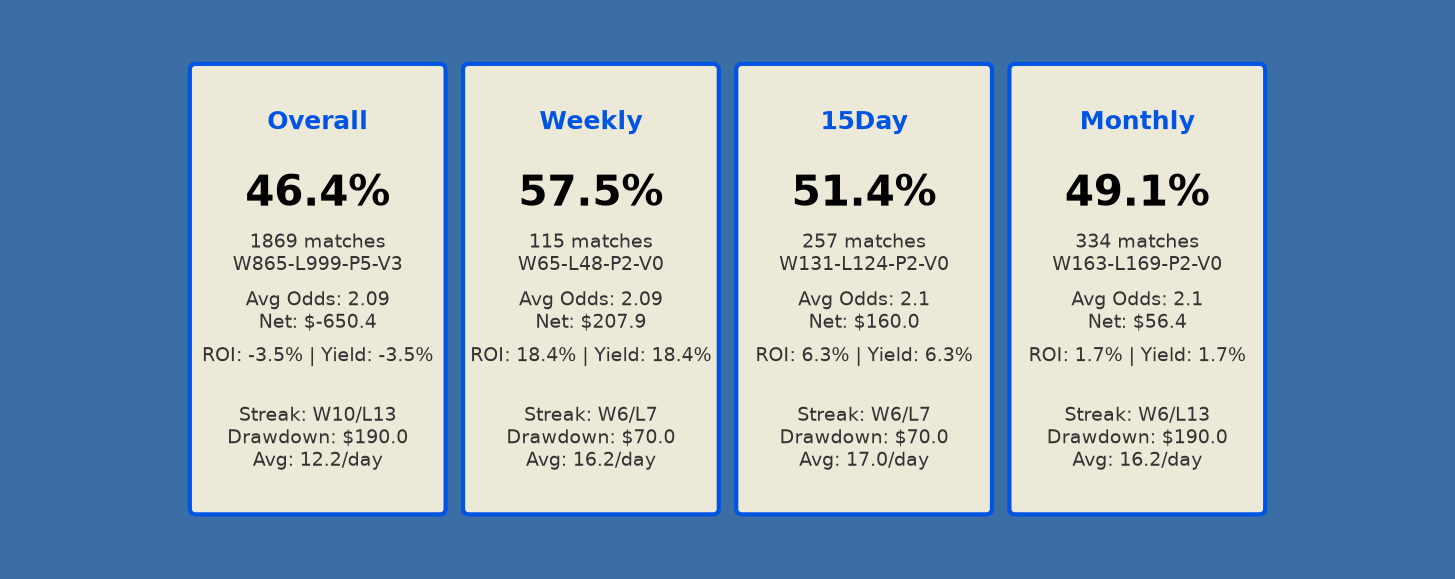 Overall
46.4%
1869 matches
W865-L999-P5-V3
Avg Odds: 2.09
Net: $-650.4
ROI: -3.5% | Yield: -3.5%
Streak: W10/L13
Drawdown: $190.0
Avg: 12.2/day
Weekly
57.5%
115 matches
W65-L48-P2-V0
Avg Odds: 2.09
Net: $207.9
ROI: 18.4% | Yield: 18.4%
Streak: W6/L7
Drawdown: $70.0
Avg: 16.2/day
15Day
51.4%
257 matches
W131-L124-P2-V0
Avg Odds: 2.1
Net: $160.0
ROI: 6.3% | Yield: 6.3%
Streak: W6/L7
Drawdown: $70.0
Avg: 17.0/day
Monthly
49.1%
334 matches
W163-L169-P2-V0
Avg Odds: 2.1
Net: $56.4
ROI: 1.7% | Yield: 1.7%
Streak: W6/L13
Drawdown: $190.0
Avg: 16.2/day